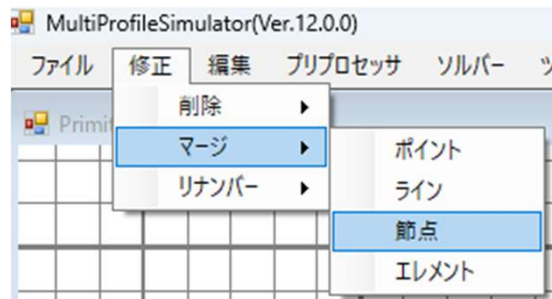 MultiProfileSimulator(Ver.12.0.0)
ファイル 修正 編集 プリプロセッサ ソルバー
Primit
削除
マージ
リナンバー
ポイント
ライン
節点
エレメント